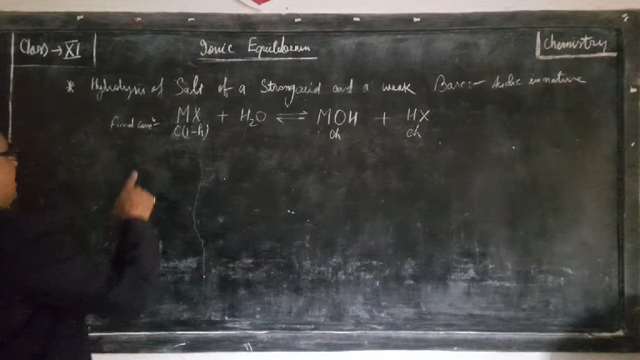 Class → XI
Ionic Equilibrium
Chemistry
* Hydrolysis of Salt of a Strong acid and a weak Base:- Acidic in nature
Final conc^n MX + H₂O ⇌ MOH + HX
C(1-h) ch ch